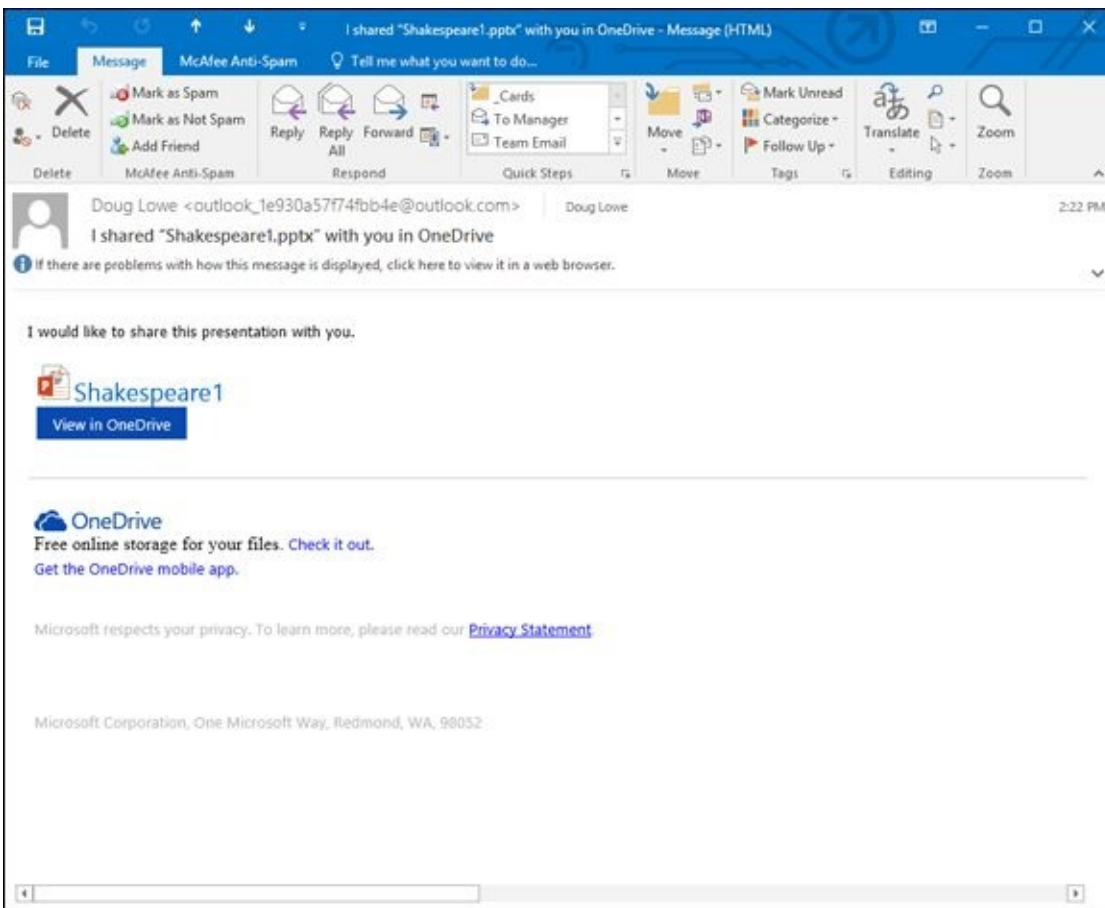 I shared "Shakespeare1.pptx" with you in OneDrive - Message (HTML)
File Message McAfee Anti-Spam Tell me what you want to do...
Delete
Mark as Spam
Mark as Not Spam
Add Friend
Reply
Reply All
Forward
_Cards
To Manager
Team Email
Move
Mark Unread
Categorize
Follow Up
Translate
Zoom
Delete McAfee Anti-Spam Respond Quick Steps Move Tags Editing Zoom
Doug Lowe <outlook_1e930a57f74fbb4e@outlook.com> Doug Lowe 2:22 PM
I shared "Shakespeare1.pptx" with you in OneDrive
If there are problems with how this message is displayed, click here to view it in a web browser.
I would like to share this presentation with you.
Shakespeare1
View in OneDrive
OneDrive
Free online storage for your files. Check it out.
Get the OneDrive mobile app.
Microsoft respects your privacy. To learn more, please read our Privacy Statement
Microsoft Corporation, One Microsoft Way, Redmond, WA, 98052